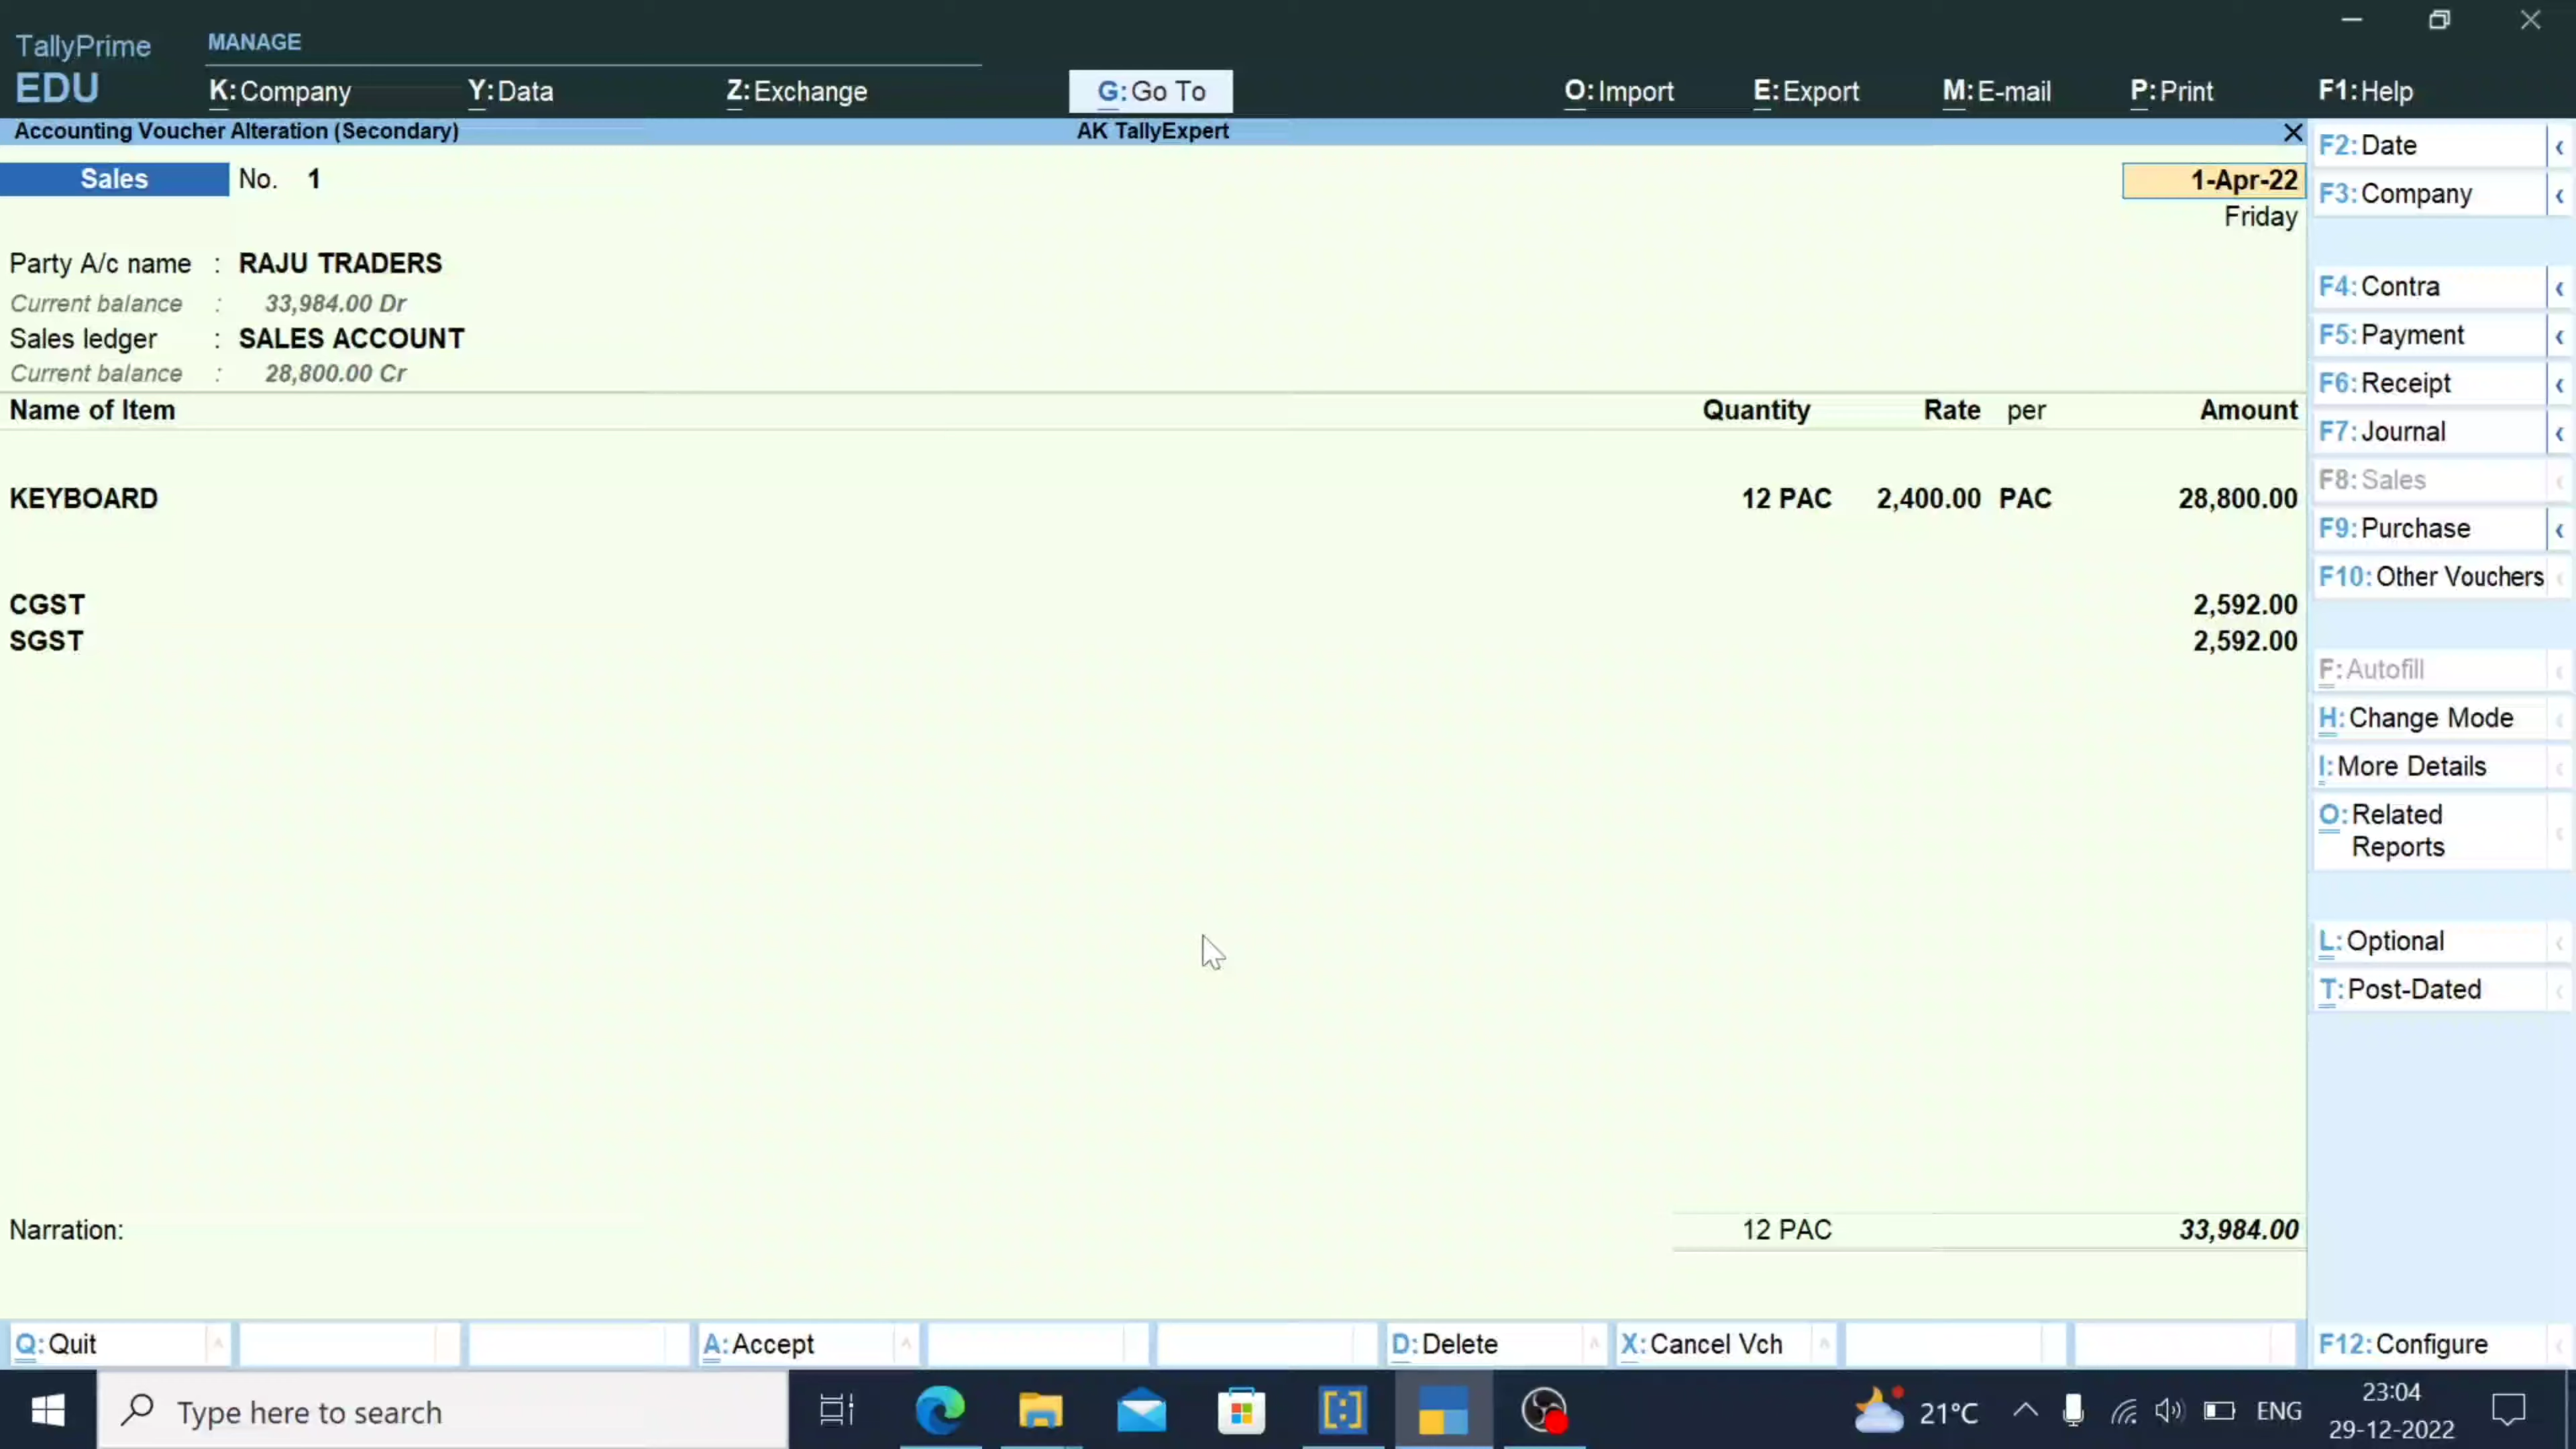 TallyPrime
EDU
MANAGE
K:Company Y:Data Z:Exchange G:Go To O:Import E:Export M:E-mail P:Print F1:Help
Accounting Voucher Alteration (Secondary) AK TallyExpert
Sales No. 1 1-Apr-22
Friday
Party A/c name : RAJU TRADERS
Current balance : 33,984.00 Dr
Sales ledger : SALES ACCOUNT
Current balance : 28,800.00 Cr
Name of Item Quantity Rate per Amount
KEYBOARD 12 PAC 2,400.00 PAC 28,800.00
CGST 2,592.00
SGST 2,592.00
Narration: 12 PAC 33,984.00
F2:Date
F3:Company
F4:Contra
F5:Payment
F6:Receipt
F7:Journal
F8:Sales
F9:Purchase
F10:Other Vouchers
F:Autofill
H:Change Mode
I:More Details
O:Related
Reports
L:Optional
T:Post-Dated
Q:Quit A:Accept D:Delete X:Cancel Vch F12:Configure
Type here to search 21°C ENG 23:04
29-12-2022